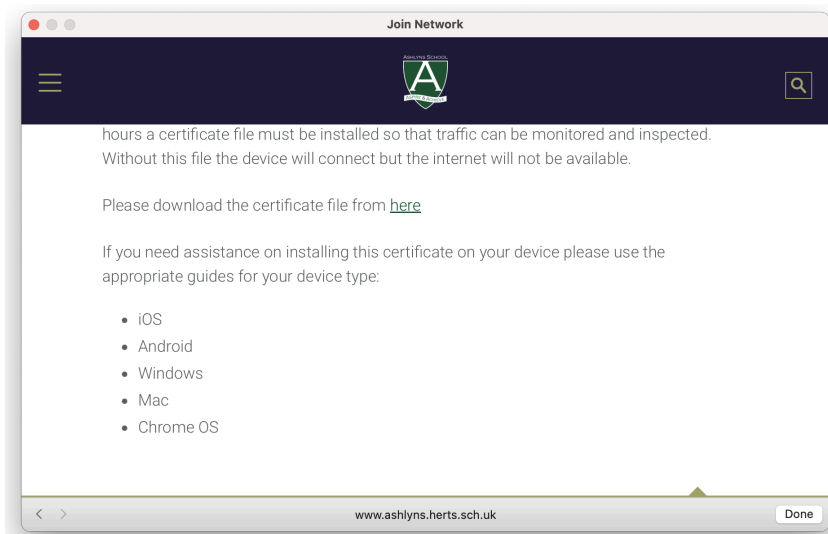 Join Network
ASHLYNS SCHOOL
A
hours a certificate file must be installed so that traffic can be monitored and inspected.
Without this file the device will connect but the internet will not be available.
Please download the certificate file from here
If you need assistance on installing this certificate on your device please use the
appropriate guides for your device type:
• iOS
• Android
• Windows
• Mac
• Chrome OS
www.ashlyns.herts.sch.uk
Done